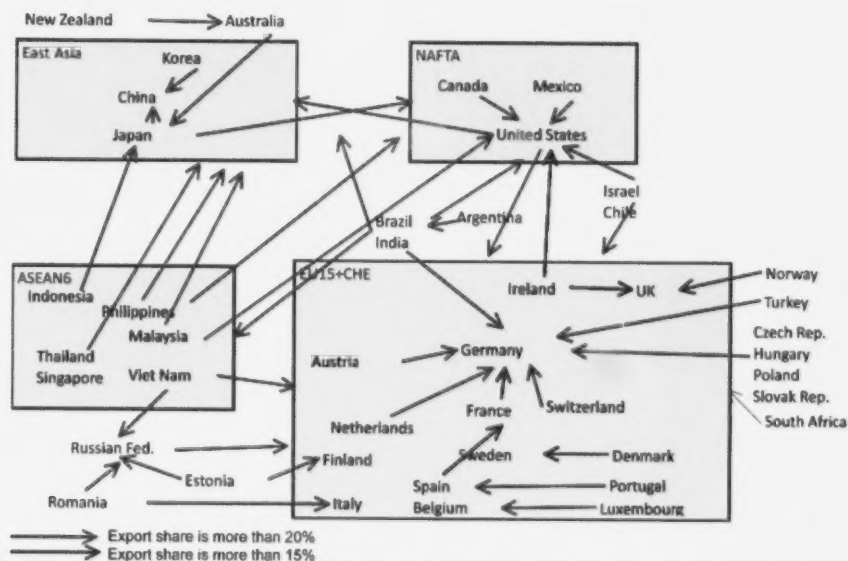 New Zealand
Australia
East Asia
Korea
China
Japan
NAFTA
Canada
Mexico
United States
Israel
Chile
Brazil
India
Argentina
ASEAN6
Indonesia
Philippines
Malaysia
Thailand
Singapore
Viet Nam
EU15+CHE
Ireland
UK
Norway
Turkey
Czech Rep.
Hungary
Poland
Slovak Rep.
South Africa
Austria
Germany
Netherlands
France
Switzerland
Russian Fed.
Finland
Sweden
Denmark
Estonia
Romania
Italy
Spain
Portugal
Belgium
Luxembourg
Export share is more than 20%
Export share is more than 15%